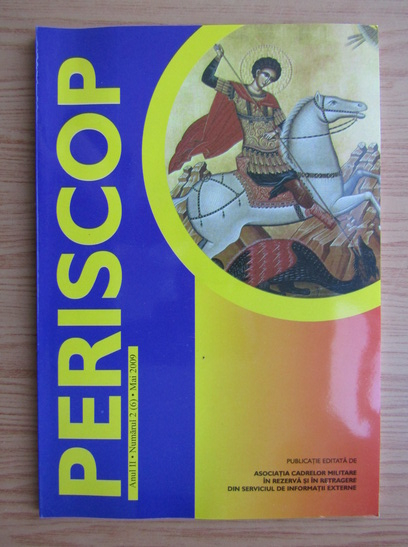 PERISCOP
Anul II • Numărul 2 (6) • Mai 2009
PUBLICAȚIE EDITATĂ DE
ASOCIAȚIA CADRELOR MILITARE
ÎN REZERVĂ ȘI ÎN RETRAGERE
DIN SERVICIUL DE INFORMAȚII EXTERNE